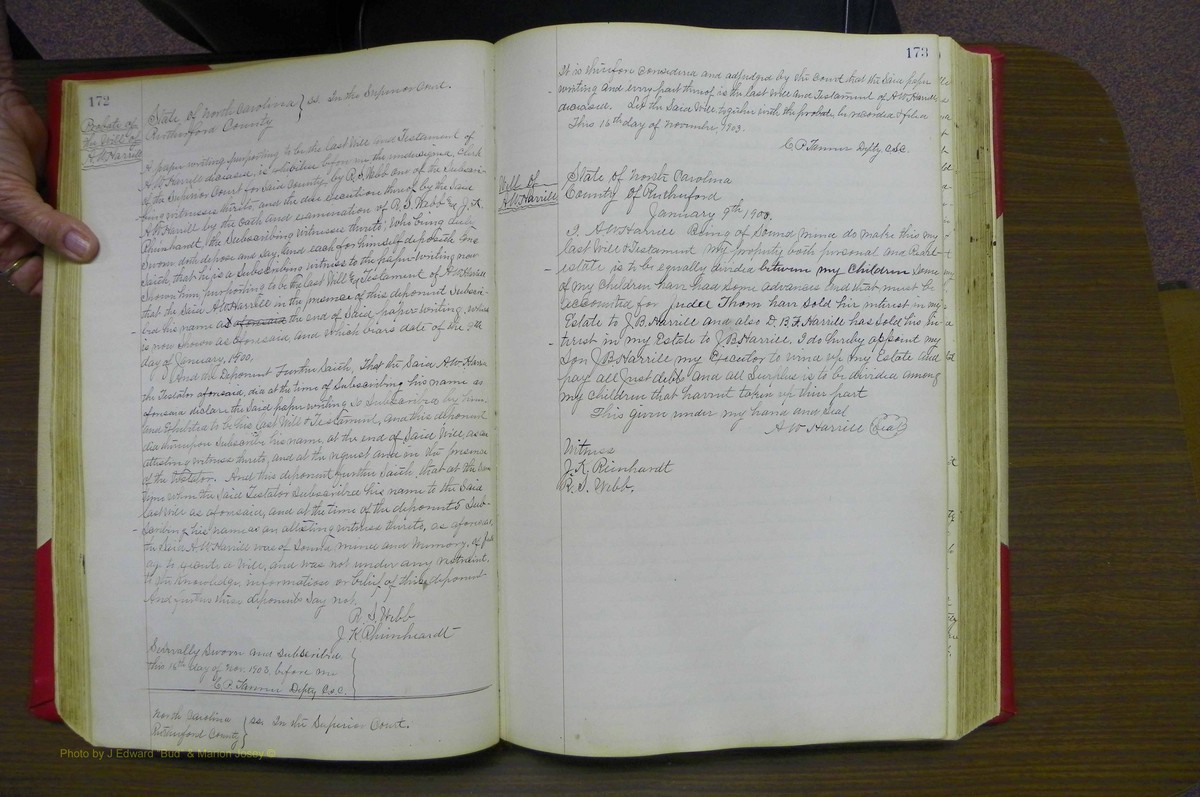 172
Probate of
the Will of
A W Harrill
State of North Carolina } ss. In the Superior Court.
Rutherford County
A paper writing purporting to be the last Will and Testament of
A W Harrill deceased, is exhibited before me the undersigned, Clerk
of the Superior Court for Said County, by R. S. Webb one of the Subscri-
bing witnesses thereto and the due execution thereof by the Said
A W Harrill by the oath and examination of R. S. Webb & J. K.
Rheinhardt, the Subscribing witnesses thereto; who being duly
Sworn doth depose and Say, and each for himself deposeth and
Saith, that he is a Subscribing witness to the paper writing now
Shown him purporting to be the last Will & Testament of A W Harrill
that the Said A W Harrill in the presence of this deponent Subscri-
bed his name as aforesaid the end of Said paper writing, which
is now Shown as aforesaid, and which bears date of the 9th
day of January, 1900.
And the Deponent Further Saith, That the Said A W Harrill
the Testator aforesaid, did at the time of Subscribing his name as
aforesaid declare the Said paper writing So Subscribed by him,
and Exhibited to be his last Will & Testament, and this deponent
did thereupon Subscribe his name, at the end of Said Will, as an
attesting witness thereto, and at the request and in the presence
of the testator. And this deponent further Saith, that at the Said
time when the Said Testator Subscribed his name to the Said
last Will as aforesaid, and at the time of the deponent's Sub-
scribing his name as an attesting witness thereto, as aforesaid,
the Said A. W Harrill was of Sound mind and memory, of full
age to execute a Will, and was not under any restraint,
to the Knowledge, information or belief of this deponent
And further these deponents Say not,
R. S. Webb
J K Rheinhardt
Severally Sworn and Subscribed
this 16th day of Nov. 1903, before me
C. P. Tanner Depty C.S.C.
North Carolina } ss. In the Superior Court.
Rutherford County
173
It is therefore Considered and adjudged by the Court that the Said paper
writing and every part thereof is the last Will and Testament of A W Harrill,
deceased. Let the Said Will together with the probate be recorded & filed
This 16th day of November, 1903.
C P Tanner Depty C.S.C.
Will of
A W Harrill
State of North Carolina
County of Rutherford
January 9th 1900.
I A W Harrill Being of Sound mind do make this my
last Will & Testament My property both personal and Real-
estate is to be equally divided between my Children Some
of my Children have had Some advances and that must be
accounted for Judee Thom have Sold his interest in my
Estate to J. B. Harrill and also D. B. F. Harrill has Sold his in-
terest in my Estate to J B Harrill. I do hereby appoint my
Son J. B. Harrill my Executor to wind up my Estate and
pay all Just debts and all Surplus is to be divided among
my Children that havent taken up their part
This given under my hand and Seal
A W Harrill (Seal)
Witness
J. K. Rienhardt
R. S. Webb.
Photo by J Edward "Bud" & Marion Josey ©